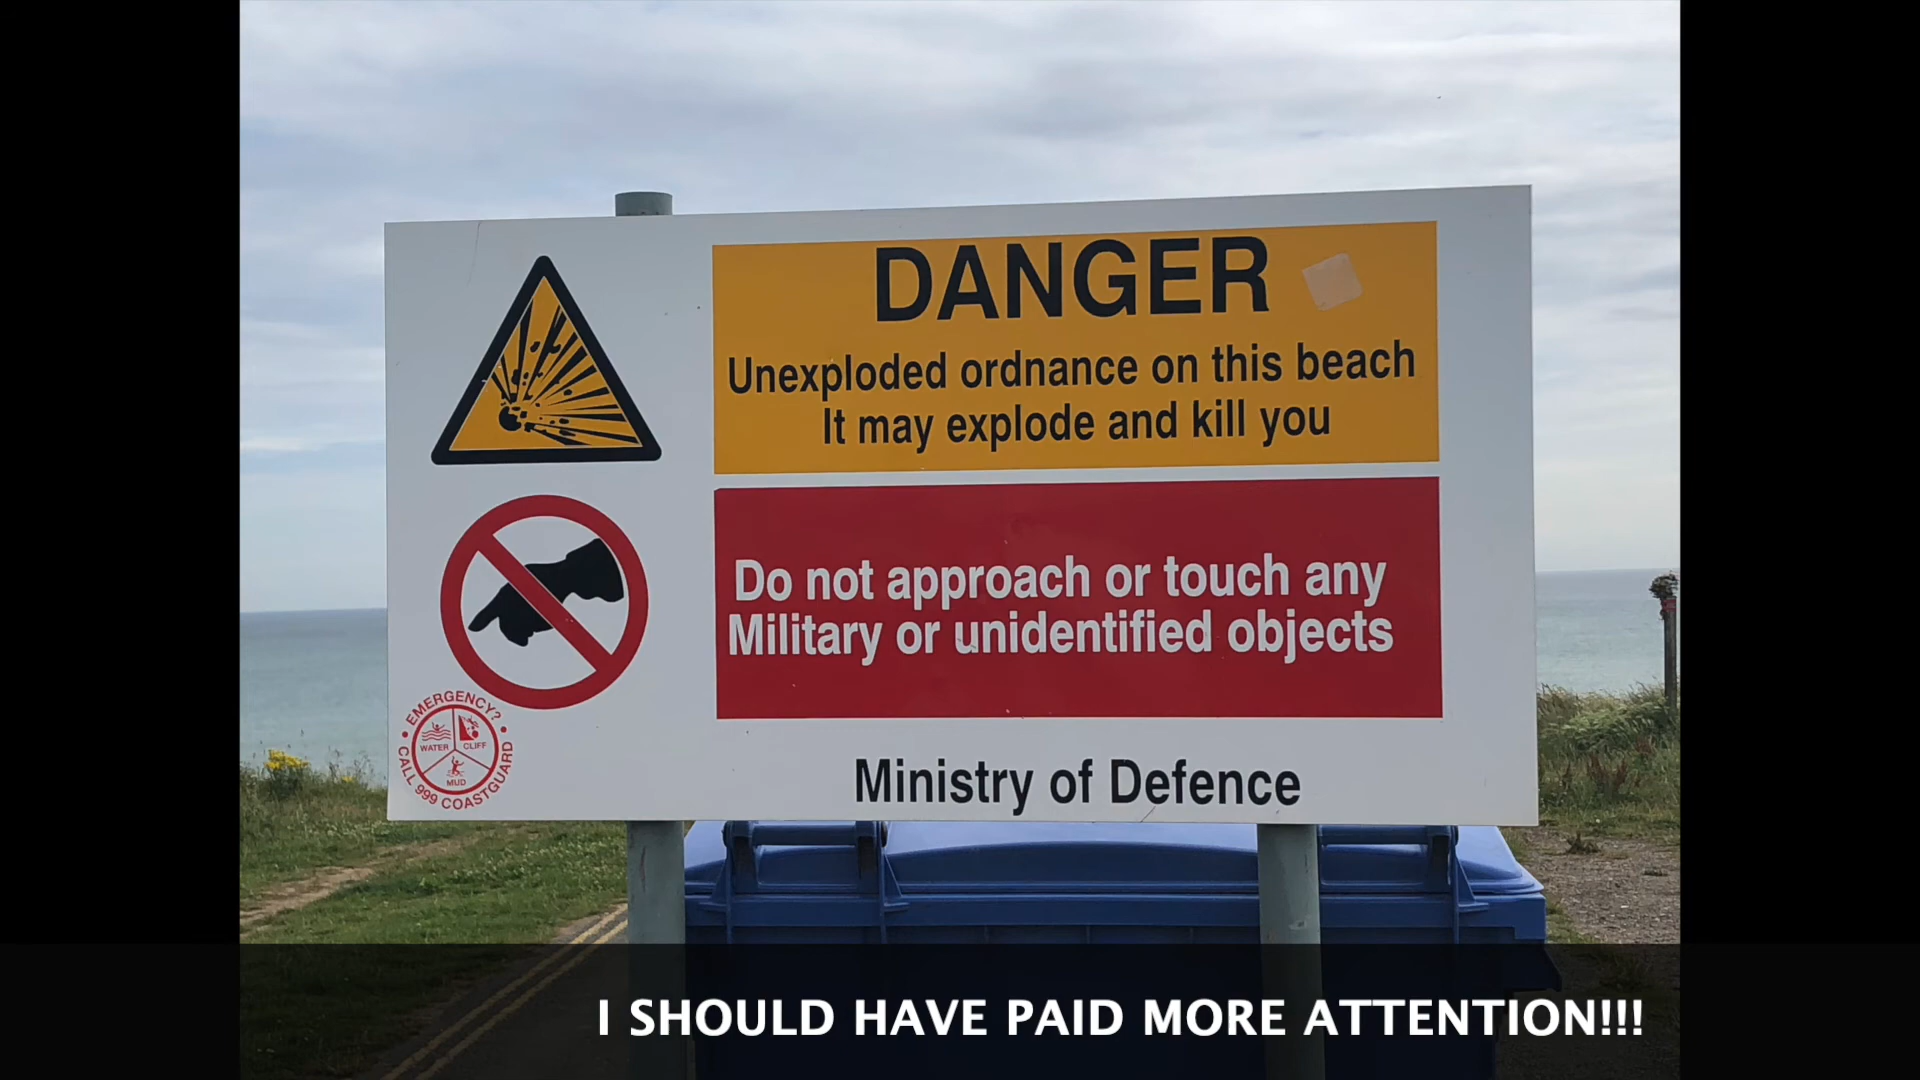 DANGER
Unexploded ordnance on this beach
It may explode and kill you
Do not approach or touch any
Military or unidentified objects
EMERGENCY?
WATER
CLIFF
MUD
CALL 999 COASTGUARD
Ministry of Defence
I SHOULD HAVE PAID MORE ATTENTION!!!